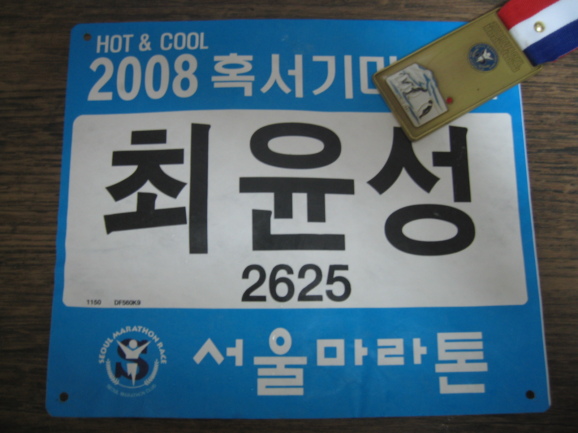 HOT & COOL
2008 혹서기마
최윤성
2625
1150 DF560K8
SEOUL MARATHON RACE
서울마라톤